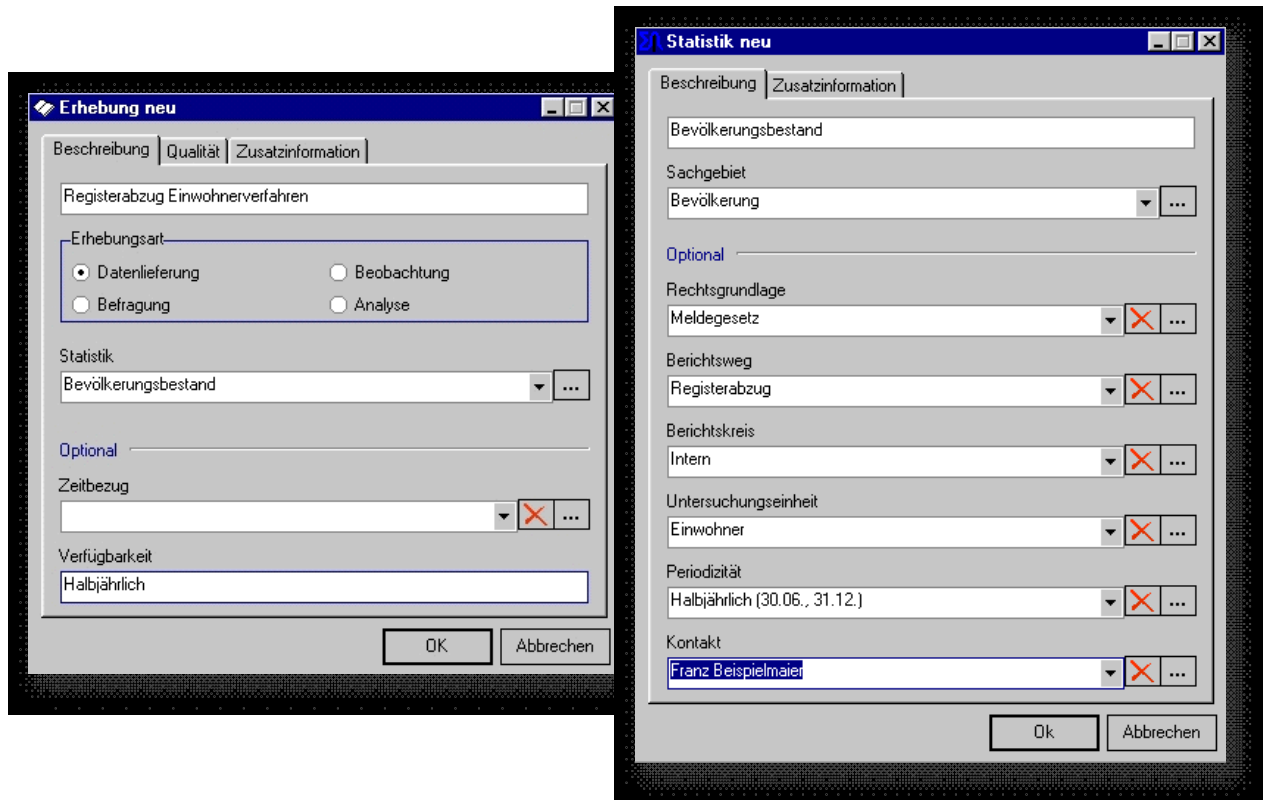 Erhebung neu
Beschreibung Qualität Zusatzinformation
Registerabzug Einwohnerverfahren
Erhebungsart
Datenlieferung Beobachtung
Befragung Analyse
Statistik
Bevölkerungsbestand
...
Optional
Zeitbezug
...
Verfügbarkeit
Halbjährlich
OK Abbrechen
Statistik neu
Beschreibung Zusatzinformation
Bevölkerungsbestand
Sachgebiet
Bevölkerung
...
Optional
Rechtsgrundlage
Meldegesetz
...
Berichtsweg
Registerabzug
...
Berichtskreis
Intern
...
Untersuchungseinheit
Einwohner
...
Periodizität
Halbjährlich (30.06., 31.12.)
...
Kontakt
Franz Beispielmaier
...
Ok Abbrechen